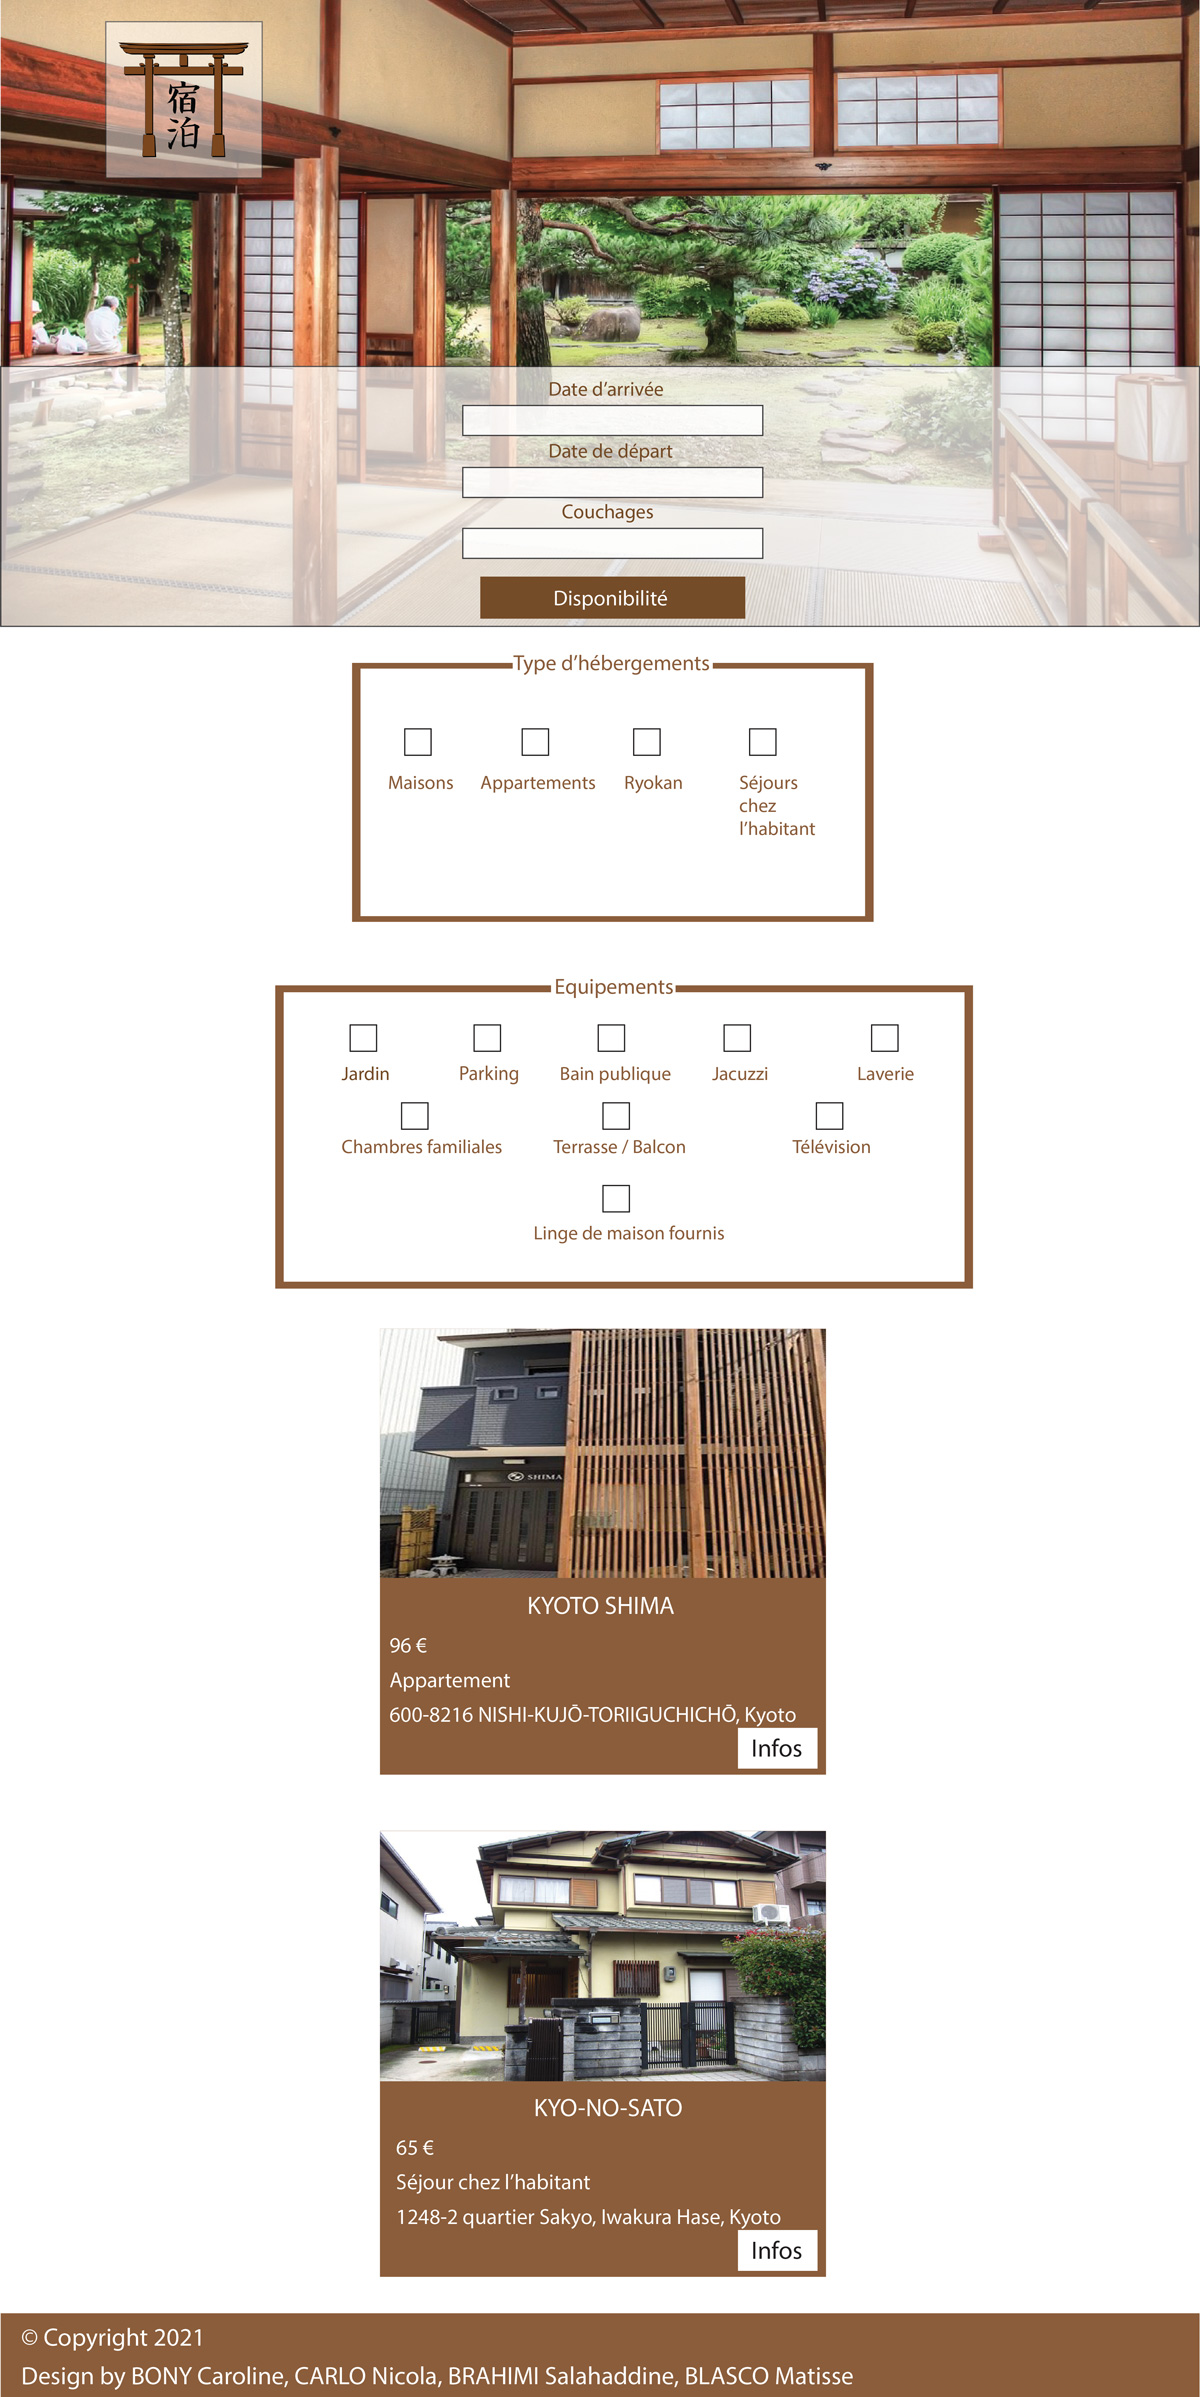 宿
泊
Date d’arrivée
Date de départ
Couchages
Disponibilité
Type d’hébergements
Maisons
Appartements
Ryokan
Séjours
chez
l’habitant
Equipements
Jardin
Parking
Bain publique
Jacuzzi
Laverie
Chambres familiales
Terrasse / Balcon
Télévision
Linge de maison fournis
SHIMA
KYOTO SHIMA
96 €
Appartement
600-8216 NISHI-KUJŌ-TORIIGUCHICHŌ, Kyoto
Infos
KYO-NO-SATO
65 €
Séjour chez l’habitant
1248-2 quartier Sakyo, Iwakura Hase, Kyoto
Infos
© Copyright 2021
Design by BONY Caroline, CARLO Nicola, BRAHIMI Salahaddine, BLASCO Matisse